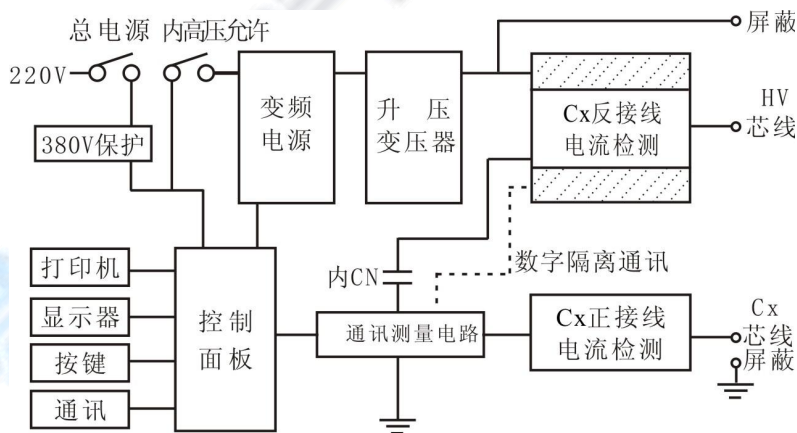 总电源
内高压允许
220V
380V保护
变频
电源
升压
变压器
Cx反接线
电流检测
屏蔽
HV
芯线
打印机
显示器
按键
通讯
控制
面板
内CN
数字隔离通讯
通讯测量电路
Cx正接线
电流检测
Cx
芯线
屏蔽